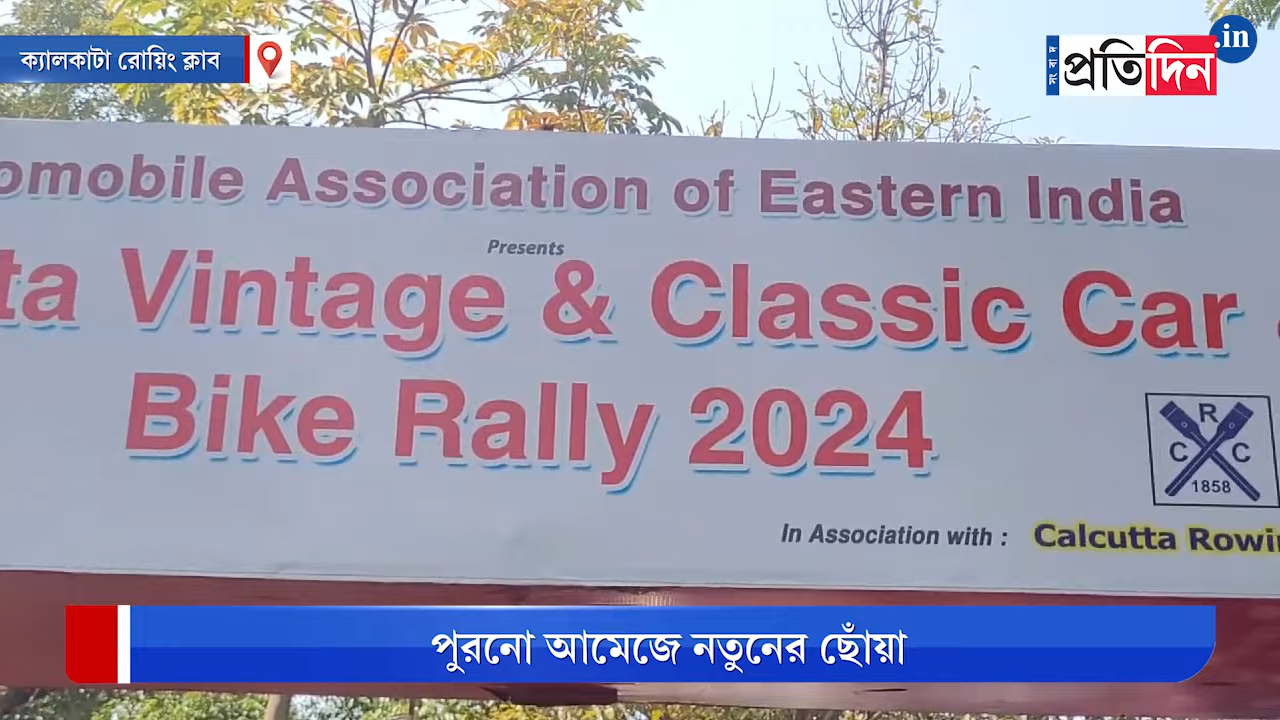 ক্যালকাটা রোয়িং ক্লাব
সংবাদ প্রতিদিন .in
omobile Association of Eastern India
Presents
ta Vintage & Classic Car
Bike Rally 2024
C R C
1858
In Association with : Calcutta Rowin
পুরনো আমেজে নতুনের ছোঁয়া